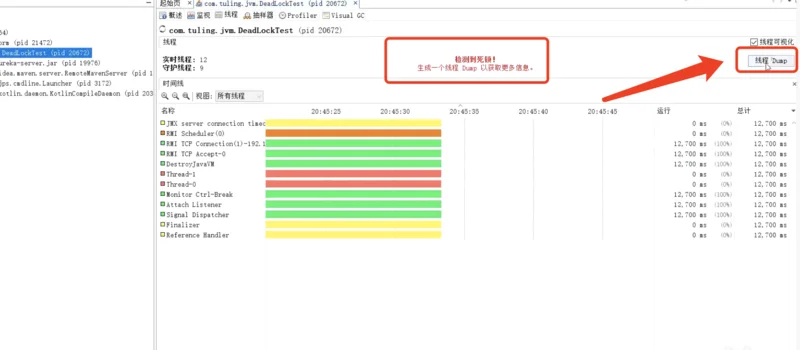 起始页
com.tuling.jvm.DeadLockTest (pid 20672)
概述 监视 线程 抽样器 Profiler Visual GC
com.tuling.jvm.DeadLockTest (pid 20672)
线程
线程可视化
实时线程: 12
守护线程: 9
检测到死锁!
生成一个线程 Dump 以获取更多信息。
线程 Dump
时间线
视图: 所有线程
名称 20:45:25 20:45:30 20:45:35 20:45:40 20:45:45 运行 总计
JMX server connection timeo 0 ms (0%) 12,700 ms
RMI Scheduler(0) 0 ms (0%) 12,700 ms
RMI TCP Connection(1)-192.1 12,700 ms (100%) 12,700 ms
RMI TCP Accept-0 12,700 ms (100%) 12,700 ms
DestroyJavaVM 12,700 ms (100%) 12,700 ms
Thread-1 0 ms (0%) 12,700 ms
Thread-0 0 ms (0%) 12,700 ms
Monitor Ctrl-Break 12,700 ms (100%) 12,700 ms
Attach Listener 12,700 ms (100%) 12,700 ms
Signal Dispatcher 12,700 ms (100%) 12,700 ms
Finalizer 0 ms (0%) 12,700 ms
Reference Handler 0 ms (0%) 12,700 ms
64)
orm (pid 21472)
DeadLockTest (pid 20672)
ureka-server.jar (pid 19976)
idea.maven.server.RemoteMavenServer (pid
jps.cmdline.Launcher (pid 3172)
kotlin.daemon.KotlinCompileDaemon (pid 203